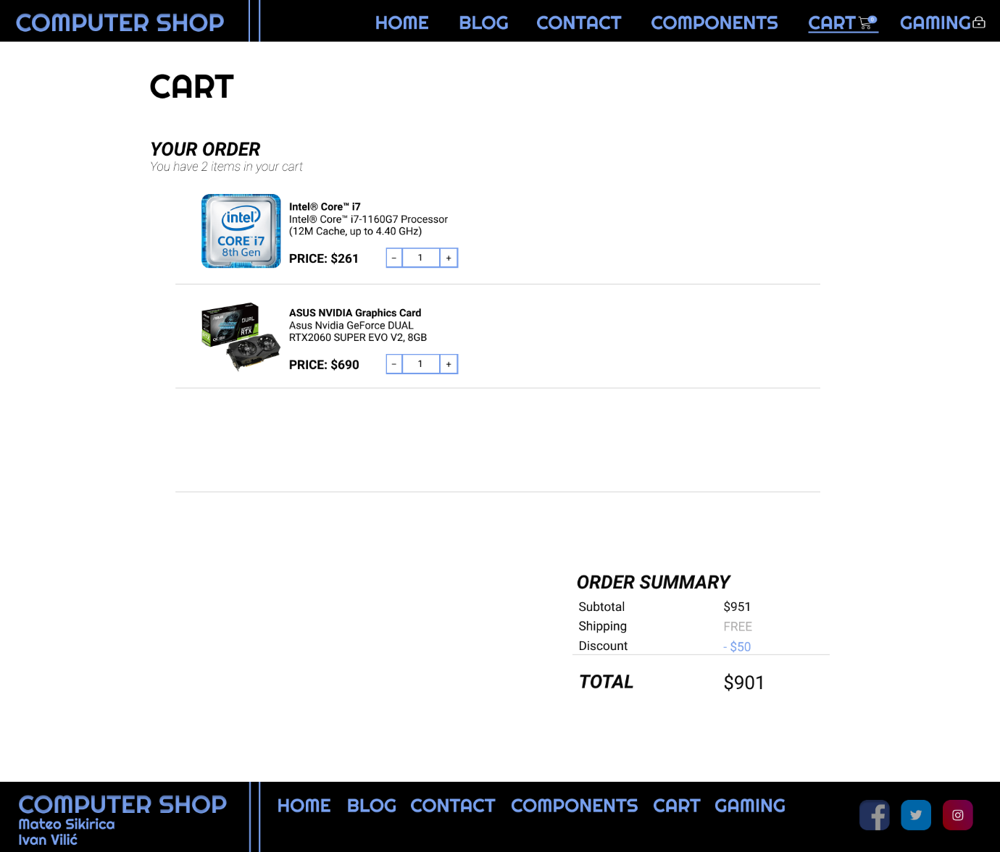 COMPUTER SHOP
HOME BLOG CONTACT COMPONENTS CART 0 GAMING
CART
YOUR ORDER
You have 2 items in your cart
intel®
CORE™ i7
8th Gen
Intel® Core™ i7
Intel® Core™ i7-1160G7 Processor
(12M Cache, up to 4.40 GHz)
PRICE: $261 − 1 +
DUAL
RTX
ASUS NVIDIA Graphics Card
Asus Nvidia GeForce DUAL
RTX2060 SUPER EVO V2, 8GB
PRICE: $690 − 1 +
ORDER SUMMARY
Subtotal $951
Shipping FREE
Discount - $50
TOTAL $901
COMPUTER SHOP
Mateo Sikirica
Ivan Vilić
HOME BLOG CONTACT COMPONENTS CART GAMING